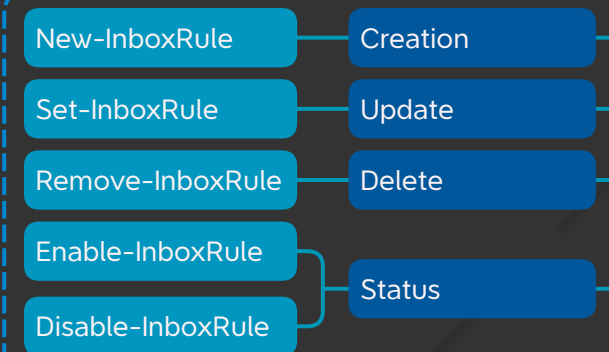 New-InboxRule
Creation
Set-InboxRule
Update
Remove-InboxRule
Delete
Enable-InboxRule
Status
Disable-InboxRule